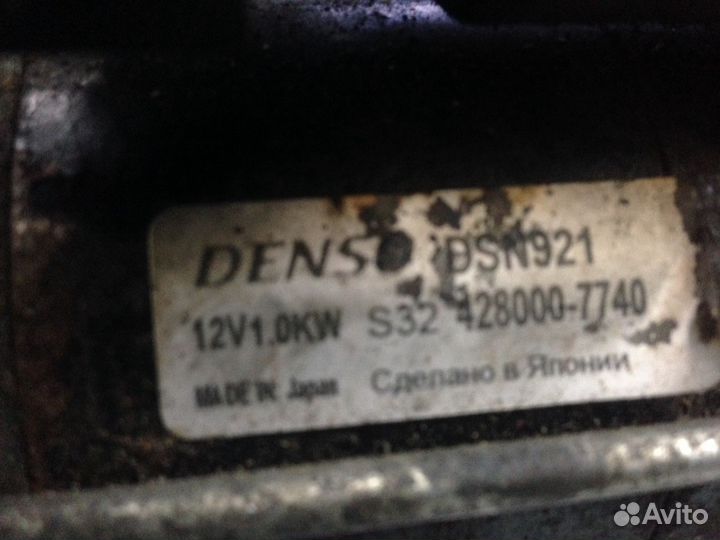 DENSO DSN921
12V1.0KW S32 428000-7740
MADE IN Japan Сделано в Японии
Avito